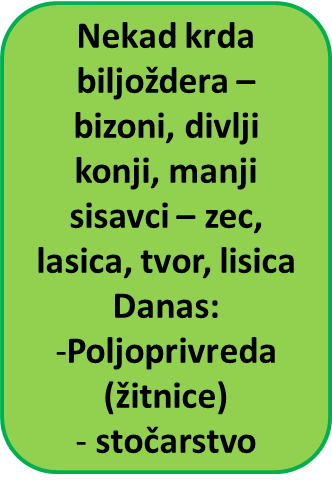 Nekad krda
biljoždera –
bizoni, divlji
konji, manji
sisavci – zec,
lasica, tvor, lisica
Danas:
-Poljoprivreda
(žitnice)
- stočarstvo